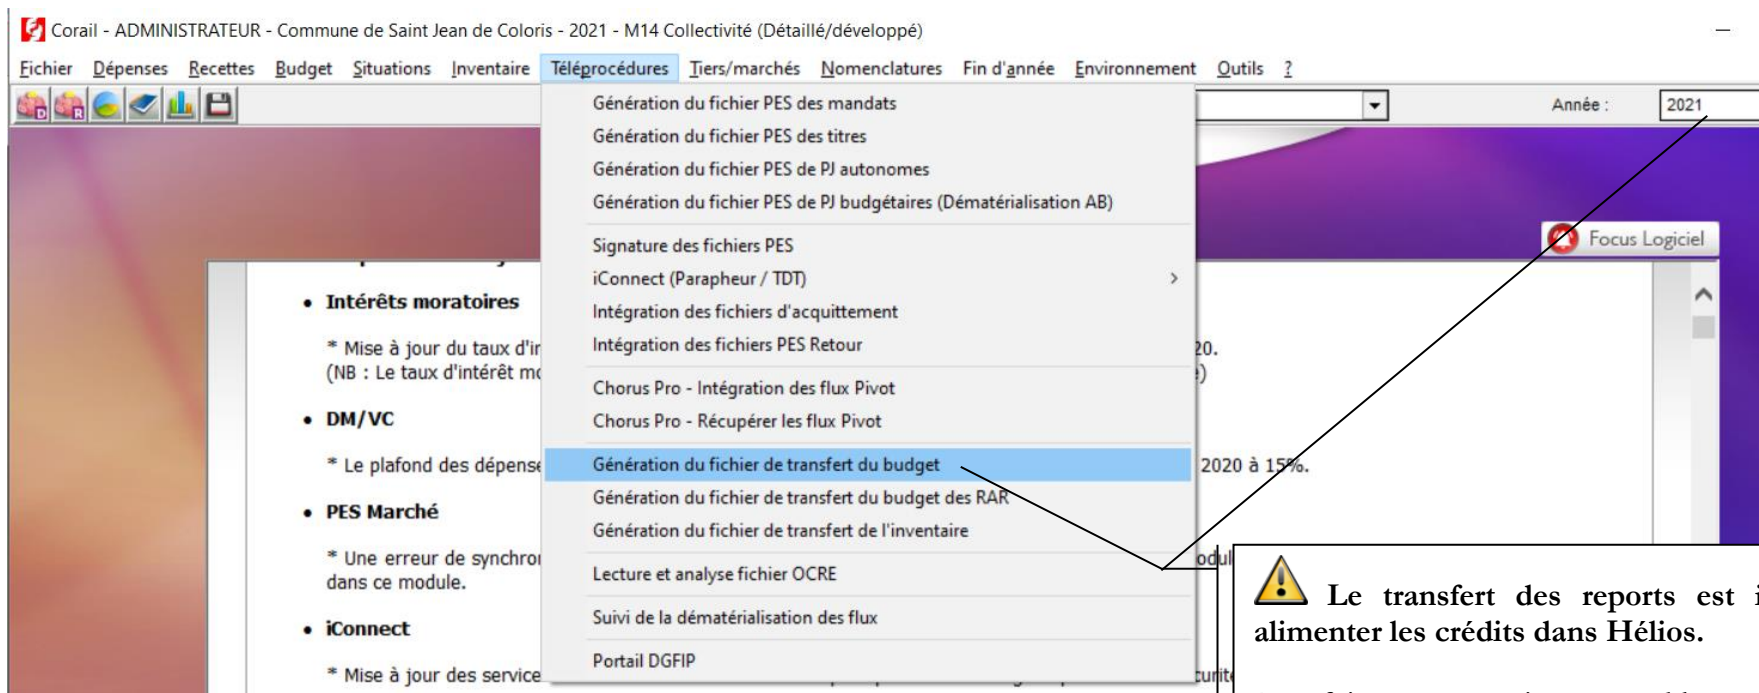 Corail - ADMINISTRATEUR - Commune de Saint Jean de Coloris - 2021 - M14 Collectivité (Détaillé/développé)
Fichier Dépenses Recettes Budget Situations Inventaire Téléprocédures Tiers/marchés Nomenclatures Fin d'année Environnement Outils ?
Année : 2021
Génération du fichier PES des mandats
Génération du fichier PES des titres
Génération du fichier PES de PJ autonomes
Génération du fichier PES de PJ budgétaires (Dématérialisation AB)
Signature des fichiers PES
iConnect (Parapheur / TDT)
Intégration des fichiers d'acquittement
Intégration des fichiers PES Retour
Chorus Pro - Intégration des flux Pivot
Chorus Pro - Récupérer les flux Pivot
Génération du fichier de transfert du budget
Génération du fichier de transfert du budget des RAR
Génération du fichier de transfert de l'inventaire
Lecture et analyse fichier OCRE
Suivi de la dématérialisation des flux
Portail DGFIP
Focus Logiciel
• Intérêts moratoires
* Mise à jour du taux 20.
(NB : Le taux d'intérêt
• DM/VC
* Le plafond des 2020 à 15%.
• PES Marché
* Une erreur de
dans ce module.
• iConnect
* Mise à jour des
Le transfert des reports est
alimenter les crédits dans Hélios.